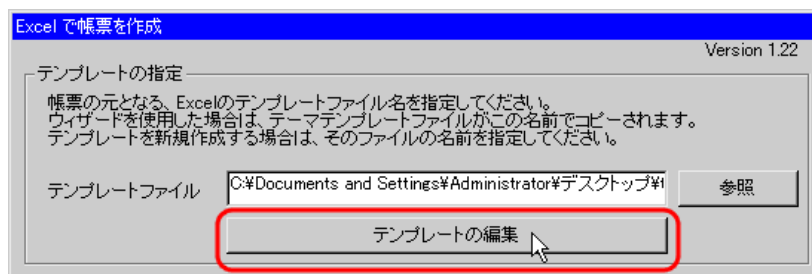 Excel で帳票を作成
Version 1.22
テンプレートの指定
帳票の元となる、Excelのテンプレートファイル名を指定してください。
ウィザードを使用した場合は、テーマテンプレートファイルがこの名前でコピーされます。
テンプレートを新規作成する場合は、そのファイルの名前を指定してください。
テンプレートファイル C:¥Documents and Settings¥Administrator¥デスクトップ¥t 参照
テンプレートの編集